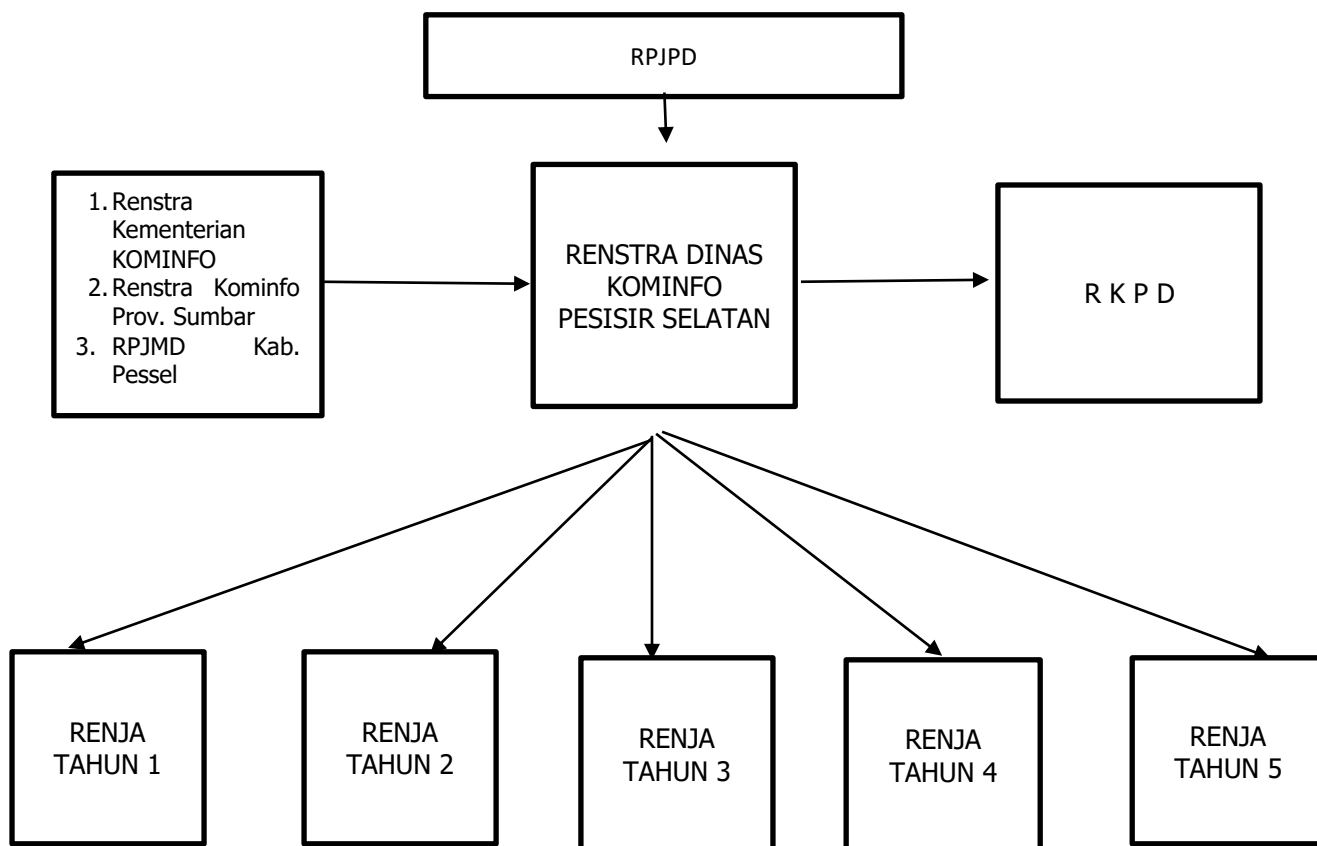 RPJPD
1. Renstra
Kementerian
KOMINFO
2. Renstra Kominfo
Prov. Sumbar
3. RPJMD Kab.
Pessel
RENSTRA DINAS
KOMINFO
PESISIR SELATAN
R K P D
RENJA
TAHUN 1
RENJA
TAHUN 2
RENJA
TAHUN 3
RENJA
TAHUN 4
RENJA
TAHUN 5